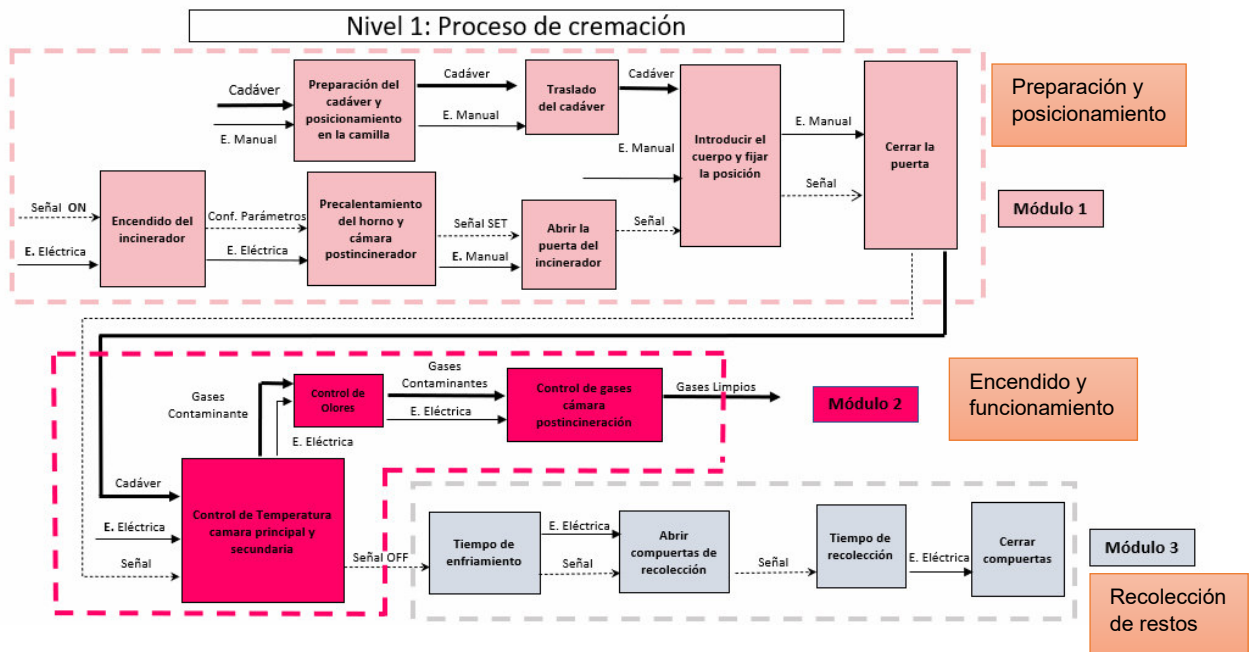 Nivel 1: Proceso de cremación
Cadáver
E. Manual
Preparación del
cadáver y
posicionamiento
en la camilla
Cadáver
E. Manual
Traslado
del cadáver
Cadáver
E. Manual
Introducir el
cuerpo y fijar
la posición
E. Manual
Señal
Cerrar la
puerta
Preparación y
posicionamiento
Módulo 1
Señal ON
E. Eléctrica
Encendido del
incinerador
Conf. Parámetros
E. Eléctrica
Precalentamiento
del horno y
cámara
postincinerador
Señal SET
E. Manual
Abrir la
puerta del
incinerador
Señal
Gases
Contaminante
E. Eléctrica
Control de
Olores
Gases
Contaminantes
E. Eléctrica
Control de gases
cámara
postincineración
Gases Limpios
Módulo 2
Encendido y
funcionamiento
Cadáver
E. Eléctrica
Señal
Control de Temperatura
camara principal y
secundaria
Señal OFF
Tiempo de
enfriamiento
E. Eléctrica
Señal
Abrir
compuertas de
recolección
Señal
Tiempo de
recolección
E. Eléctrica
Cerrar
compuertas
Módulo 3
Recolección
de restos